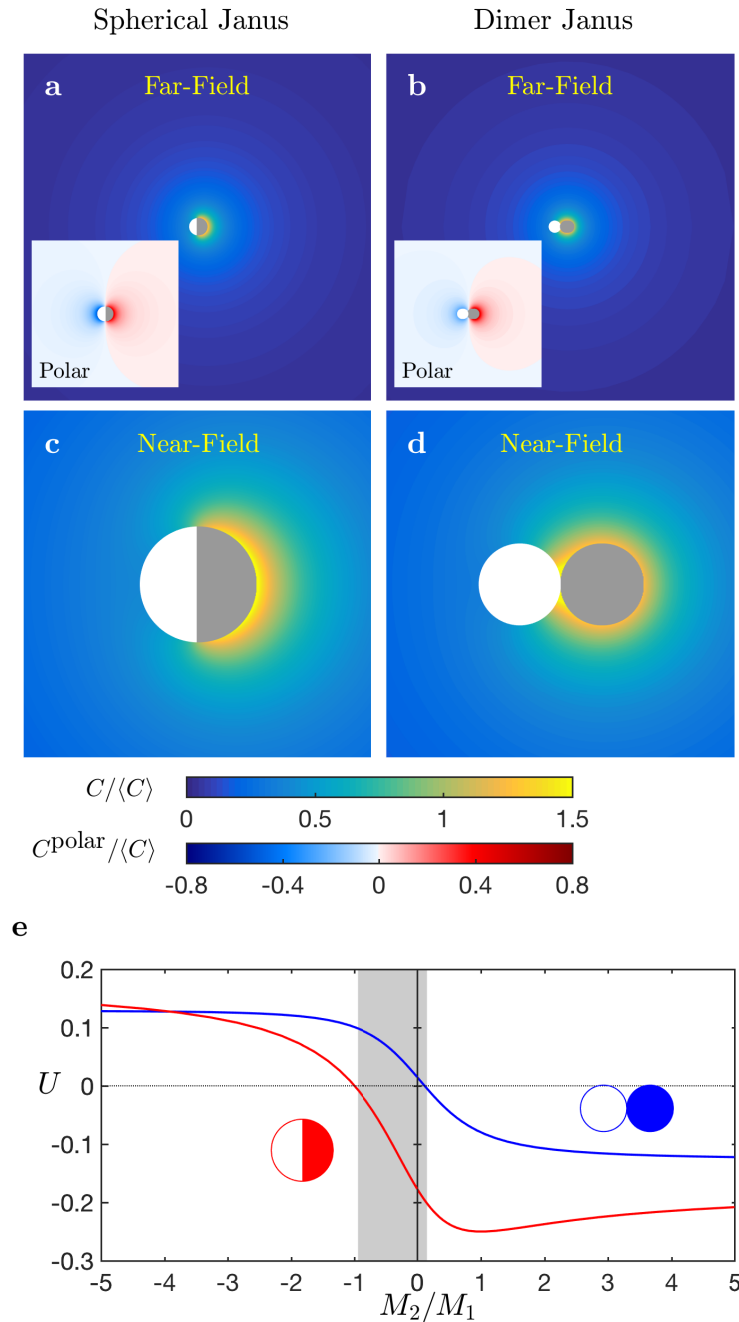 Spherical Janus
Dimer Janus
a
Far-Field
Polar
b
Far-Field
Polar
c
Near-Field
d
Near-Field
C/⟨C⟩
0 0.5 1 1.5
C^polar/⟨C⟩
-0.8 -0.4 0 0.4 0.8
e
0.2
0.1
U 0
-0.1
-0.2
-0.3
-5 -4 -3 -2 -1 0 1 2 3 4 5
M₂/M₁